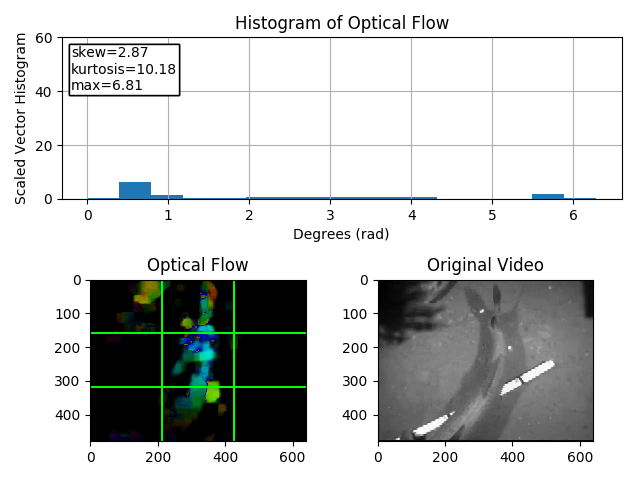 Histogram of Optical Flow
skew=2.87
kurtosis=10.18
max=6.81
Scaled Vector Histogram
60
40
20
0
0 1 2 3 4 5 6
Degrees (rad)
Optical Flow
0
100
200
300
400
0 200 400 600
Original Video
0
100
200
300
400
0 200 400 600